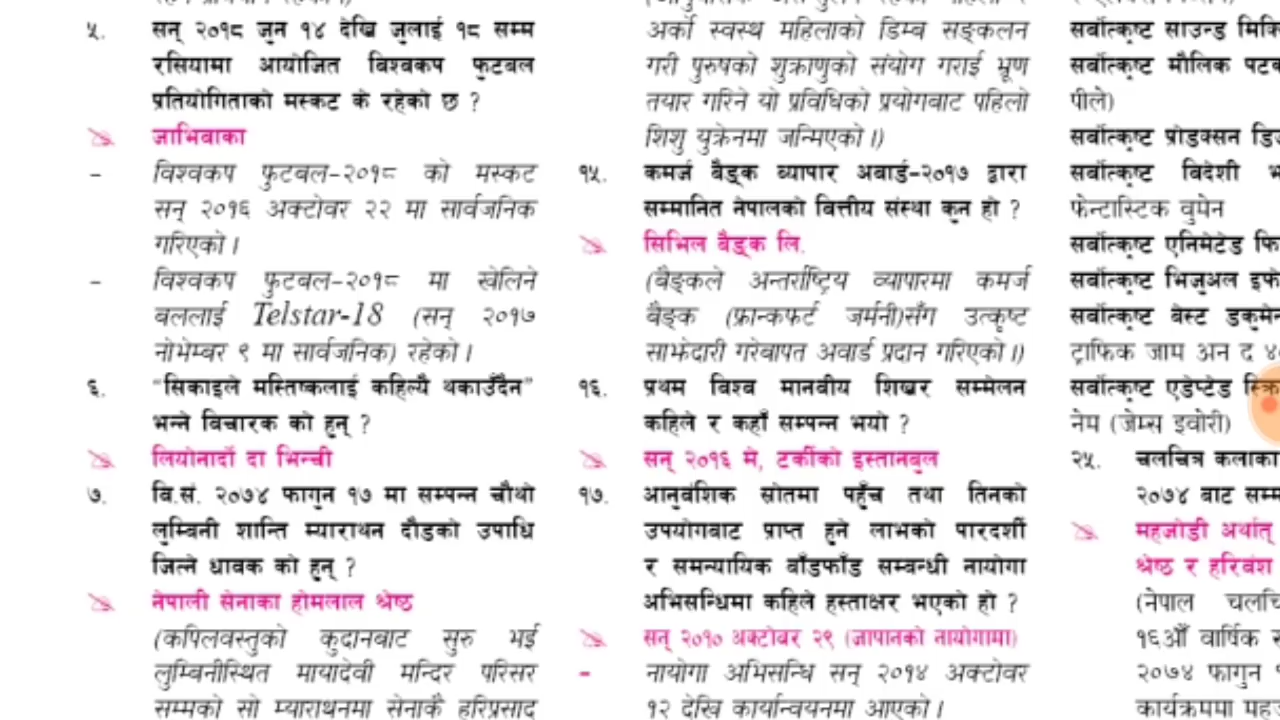 ५. सन् २०१८ जुन १४ देखि जुलाई १८ सम्म
रसियामा आयोजित विश्वकप फुटबल
प्रतियोगिताको मस्कट के रहेको छ ?
जाभिवाका
– विश्वकप फुटबल-२०१८ को मस्कट
सन् २०१६ अक्टोवर २२ मा सार्वजनिक
गरिएको ।
– विश्वकप फुटबल-२०१८ मा खेलिने
बललाई Telstar-18 (सन् २०१७
नोभेम्बर ९ मा सार्वजनिक) रहेको ।
६. “सिकाइले मस्तिष्कलाई कहिल्यै थकाउँदैन”
भन्ने विचारक को हुन् ?
लियोनार्दो दा भिन्ची
७. वि.सं. २०७४ फागुन १७ मा सम्पन्न चौथो
लुम्बिनी शान्ति म्याराथन दौडको उपाधि
जित्ने धावक को हुन् ?
नेपाली सेनाका होमलाल श्रेष्ठ
(कपिलवस्तुको कुदानबाट सुरु भई
लुम्बिनीस्थित मायादेवी मन्दिर परिसर
सम्मको सो म्याराथनमा सेनाकै हरिप्रसाद
अर्को स्वस्थ महिलाको डिम्ब सङ्कलन
गरी पुरुषको शुक्राणुको संयोग गराई भ्रूण
तयार गरिने यो प्रविधिको प्रयोगवाट पहिलो
शिशु युक्रेनमा जन्मिएको ।)
१५. कमर्ज बैङ्क व्यापार अवार्ड-२०१७ द्वारा
सम्मानित नेपालको वित्तीय संस्था कुन हो ?
सिभिल बैङ्क लि.
(बैङ्कले अन्तर्राष्ट्रिय व्यापारमा कमर्ज
बैङ्क (फ्रान्कफर्ट जर्मनी)सँग उत्कृष्ट
साझेदारी गरेवापत अवार्ड प्रदान गरिएको ।)
१६. प्रथम विश्व मानवीय शिखर सम्मेलन
कहिले र कहाँ सम्पन्न भयो ?
सन् २०१६ मे, टर्कीको इस्तानबुल
१७. आनुवंशिक स्रोतमा पहुँच तथा तिनको
उपयोगबाट प्राप्त हुने लाभको पारदर्शी
र समन्यायिक बाँडफाँड सम्बन्धी नायोगा
अभिसन्धिमा कहिले हस्ताक्षर भएको हो ?
सन् २०१० अक्टोबर २९ (जापानको नायोगामा)
– नायोगा अभिसन्धि सन् २०१४ अक्टोवर
१२ देखि कार्यान्वयनमा आएको ।
सर्वोत्कृष्ट साउन्ड
सर्वोत्कृष्ट मौलिक
पीले)
सर्वोत्कृष्ट प्रोडक्सन
सर्वोत्कृष्ट विदेशी
फेन्टास्टिक वुमेन
सर्वोत्कृष्ट एनिमेटेड
सर्वोत्कृष्ट भिजुअल
सर्वोत्कृष्ट बेस्ट
ट्राफिक जाम अन द
सर्वोत्कृष्ट एडेप्टेड
नेम (जेम्स इवोरी)
२५. चलचित्र कलाका
२०७४ बाट
महजोडी अर्थात्
श्रेष्ठ र हरिवंश
(नेपाल
१६औँ वार्षिक
२०७४ फागुन